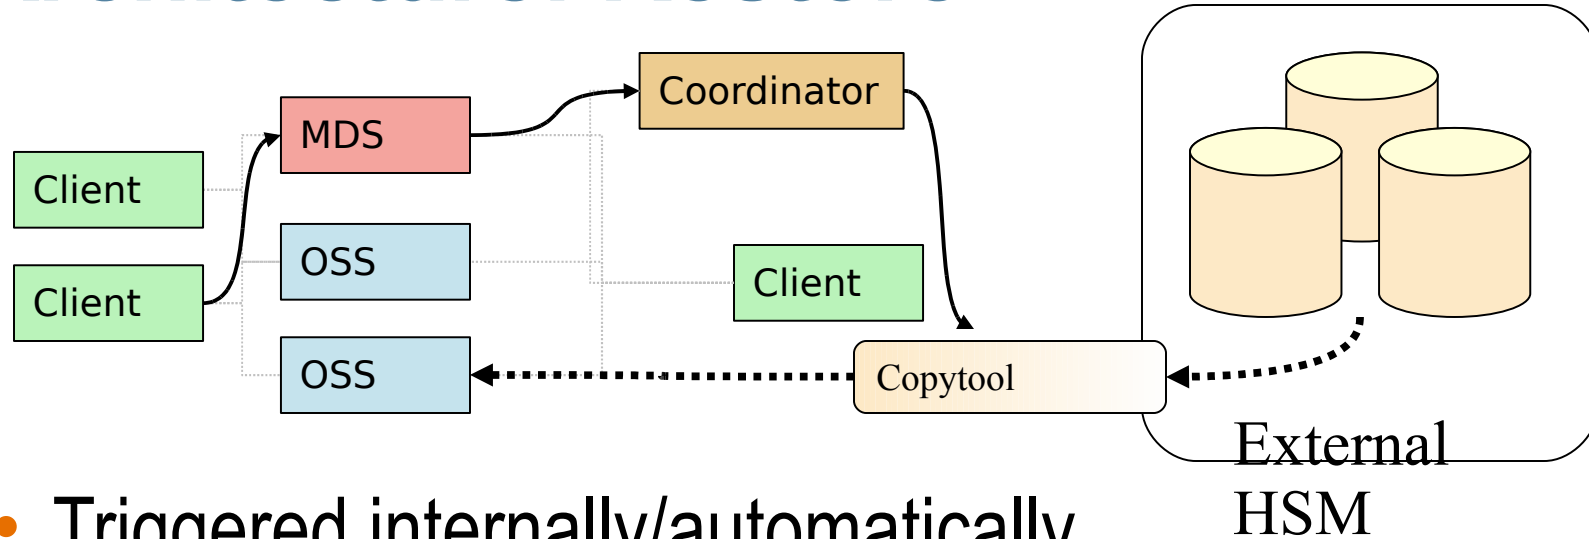 Coordinator
MDS
Client
OSS
Client
Client
OSS
Copytool
External
HSM
• Triggered internally/automatically